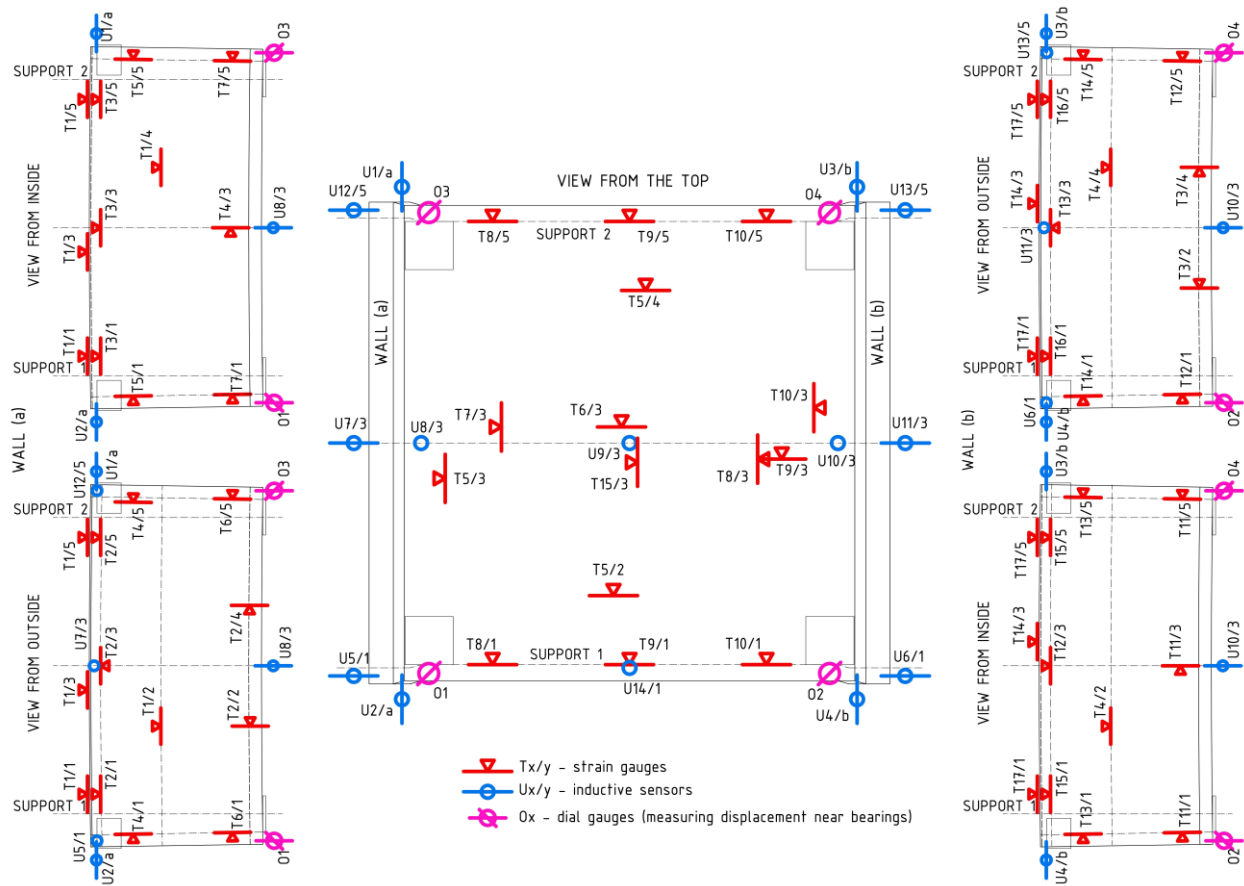 WALL (a)
VIEW FROM INSIDE
U1/a
O3
SUPPORT 2
T5/5
T7/5
T1/5
T3/5
T1/4
T3/3
T4/3
U8/3
T1/3
T1/1
T3/1
SUPPORT 1
T5/1
T7/1
U2/a
O1
VIEW FROM OUTSIDE
U12/5
U1/a
O3
SUPPORT 2
T4/5
T6/5
T1/5
T2/5
T2/4
U7/3
T2/3
U8/3
T1/3
T1/2
T2/2
T1/1
T2/1
SUPPORT 1
T4/1
T6/1
U5/1
U2/a
O1
VIEW FROM THE TOP
U1/a
U3/b
U12/5
O3
O4
U13/5
T8/5
SUPPORT 2
T9/5
T10/5
T5/4
WALL (a)
WALL (b)
T10/3
T7/3
T6/3
U7/3
U8/3
U9/3
U10/3
U11/3
T5/3
T15/3
T8/3
T9/3
T5/2
T8/1
SUPPORT 1
T9/1
T10/1
U5/1
U6/1
O1
U14/1
O2
U2/a
U4/b
Tx/y - strain gauges
Ux/y - inductive sensors
Ox - dial gauges (measuring displacement near bearings)
WALL (b)
VIEW FROM OUTSIDE
U13/5
U3/b
O4
SUPPORT 2
T14/5
T12/5
T17/5
T16/5
T4/4
T3/4
T14/3
T13/3
U10/3
U11/3
T3/2
T17/1
T16/1
SUPPORT 1
T14/1
T12/1
U6/1
U4/b
O2
VIEW FROM INSIDE
U3/b
O4
SUPPORT 2
T13/5
T11/5
T17/5
T15/5
T14/3
T12/3
T11/3
U10/3
T4/2
T17/1
T15/1
SUPPORT 1
T13/1
T11/1
U4/b
O2